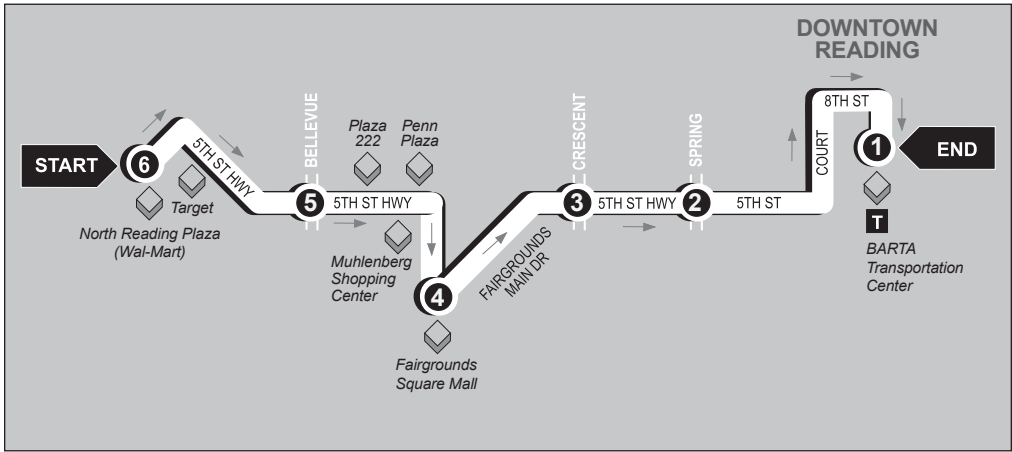 DOWNTOWN
READING
8TH ST
START
6
5TH ST HWY
Target
North Reading Plaza
(Wal-Mart)
BELLEVUE
5
Plaza
222
Penn
Plaza
5TH ST HWY
Muhlenberg
Shopping
Center
4
Fairgrounds
Square Mall
FAIRGROUNDS
MAIN DR
CRESCENT
3
5TH ST HWY
SPRING
2
5TH ST
COURT
1
END
T
BARTA
Transportation
Center